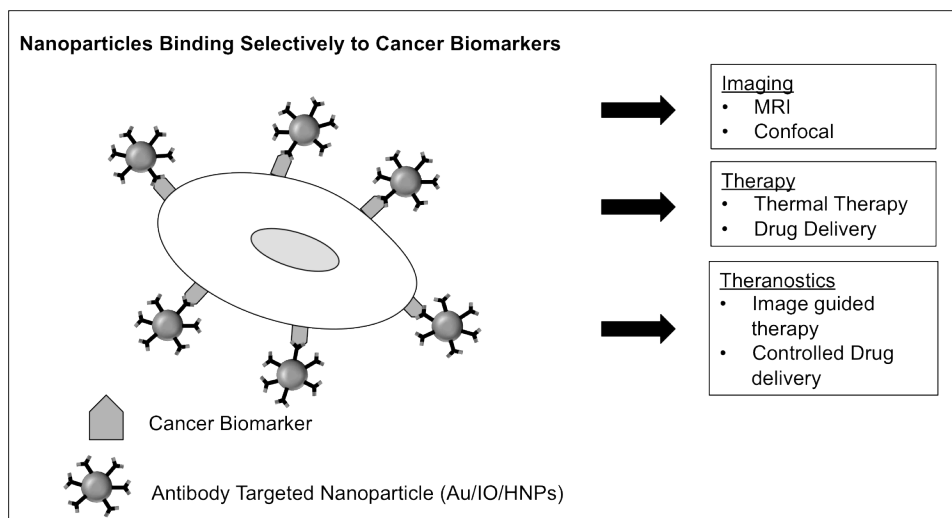 Nanoparticles Binding Selectively to Cancer Biomarkers
Imaging
• MRI
• Confocal
Therapy
• Thermal Therapy
• Drug Delivery
Theranostics
• Image guided
therapy
• Controlled Drug
delivery
Cancer Biomarker
Antibody Targeted Nanoparticle (Au/IO/HNPs)